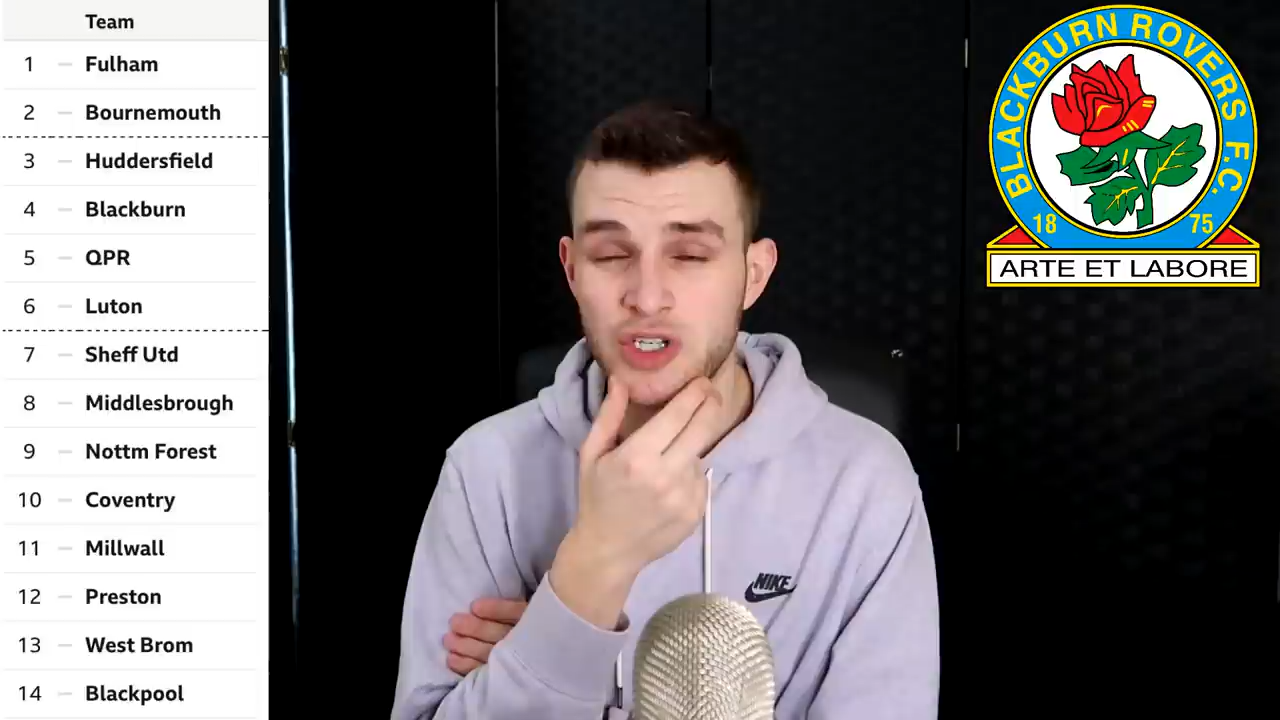 Team
1 Fulham
2 Bournemouth
3 Huddersfield
4 Blackburn
5 QPR
6 Luton
7 Sheff Utd
8 Middlesbrough
9 Nottm Forest
10 Coventry
11 Millwall
12 Preston
13 West Brom
14 Blackpool
BLACKBURN ROVERS F.C.
18 75
ARTE ET LABORE
NIKE